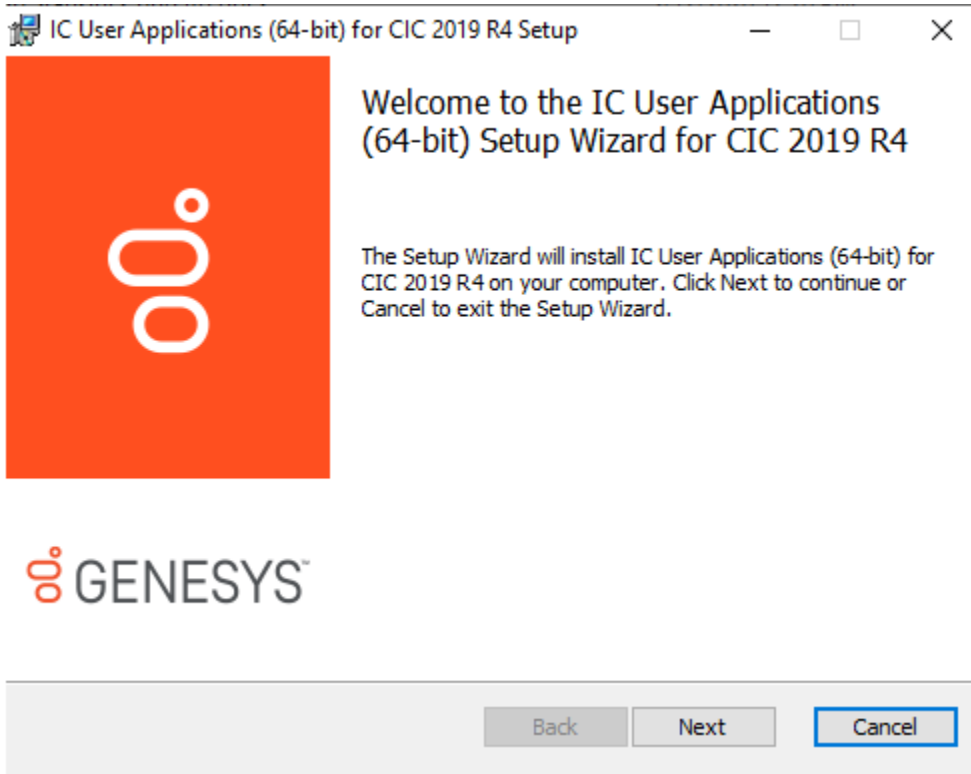 IC User Applications (64-bit) for CIC 2019 R4 Setup
Welcome to the IC User Applications
(64-bit) Setup Wizard for CIC 2019 R4
The Setup Wizard will install IC User Applications (64-bit) for
CIC 2019 R4 on your computer. Click Next to continue or
Cancel to exit the Setup Wizard.
GENESYS™
Back Next Cancel